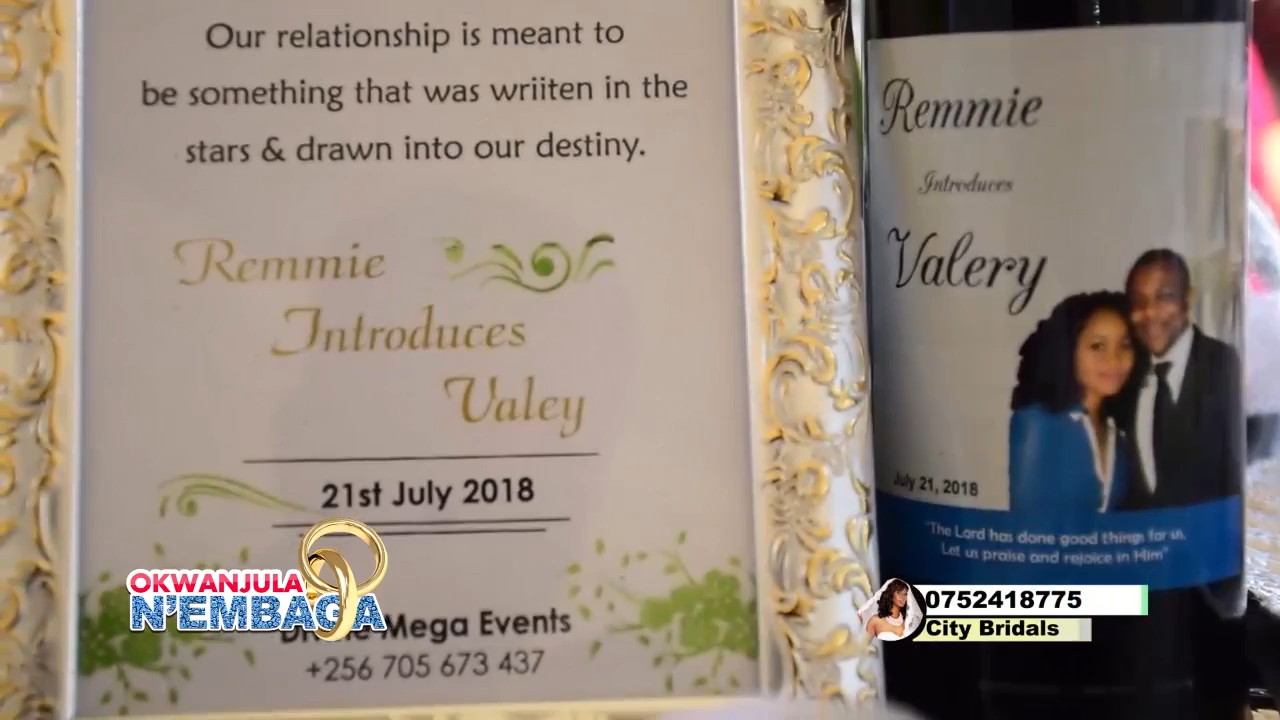 Our relationship is meant to
be something that was wriiten in the
stars & drawn into our destiny.
Remmie
Introduces
Valey
21st July 2018
Mega Events
+256 705 673 437
Remmie
Introduces
Valery
July 21, 2018
"The Lord has done good things for us,
Let us praise and rejoice in Him"
OKWANJULA
N'EMBAGA
0752418775
City Bridals